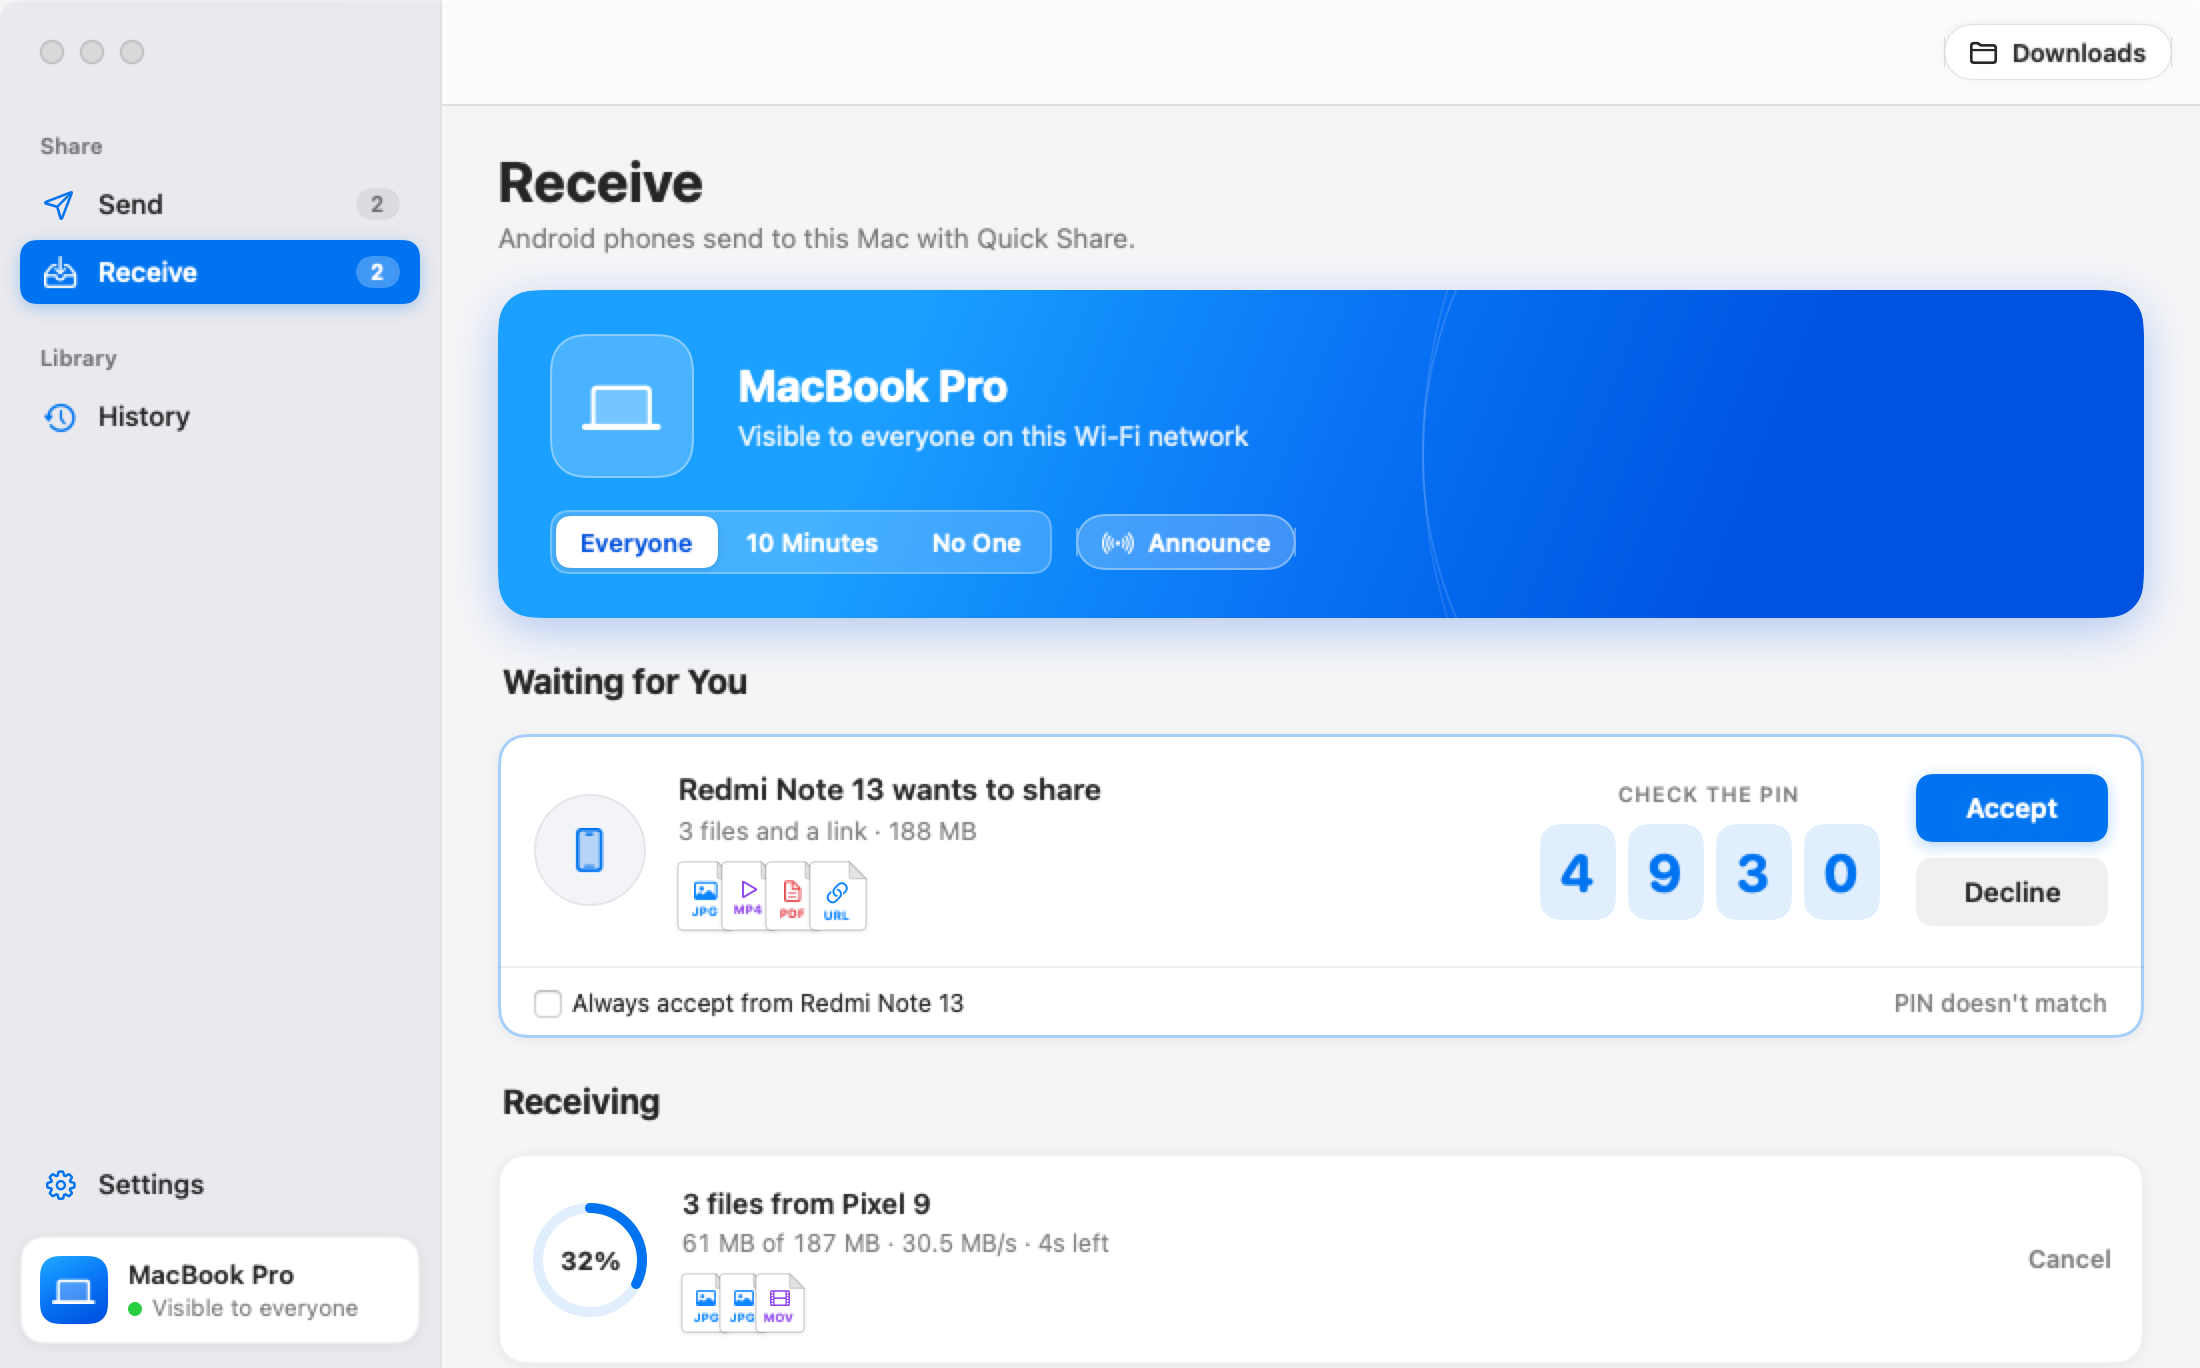 Downloads
Share
Send 2
Receive 2
Library
History
Settings
MacBook Pro
Visible to everyone
Receive
Android phones send to this Mac with Quick Share.
MacBook Pro
Visible to everyone on this Wi-Fi network
Everyone 10 Minutes No One Announce
Waiting for You
Redmi Note 13 wants to share
3 files and a link · 188 MB
JPG MP4 PDF URL
CHECK THE PIN
4 9 3 0
Accept
Decline
Always accept from Redmi Note 13
PIN doesn't match
Receiving
32%
3 files from Pixel 9
61 MB of 187 MB · 30.5 MB/s · 4s left
JPG JPG MOV
Cancel